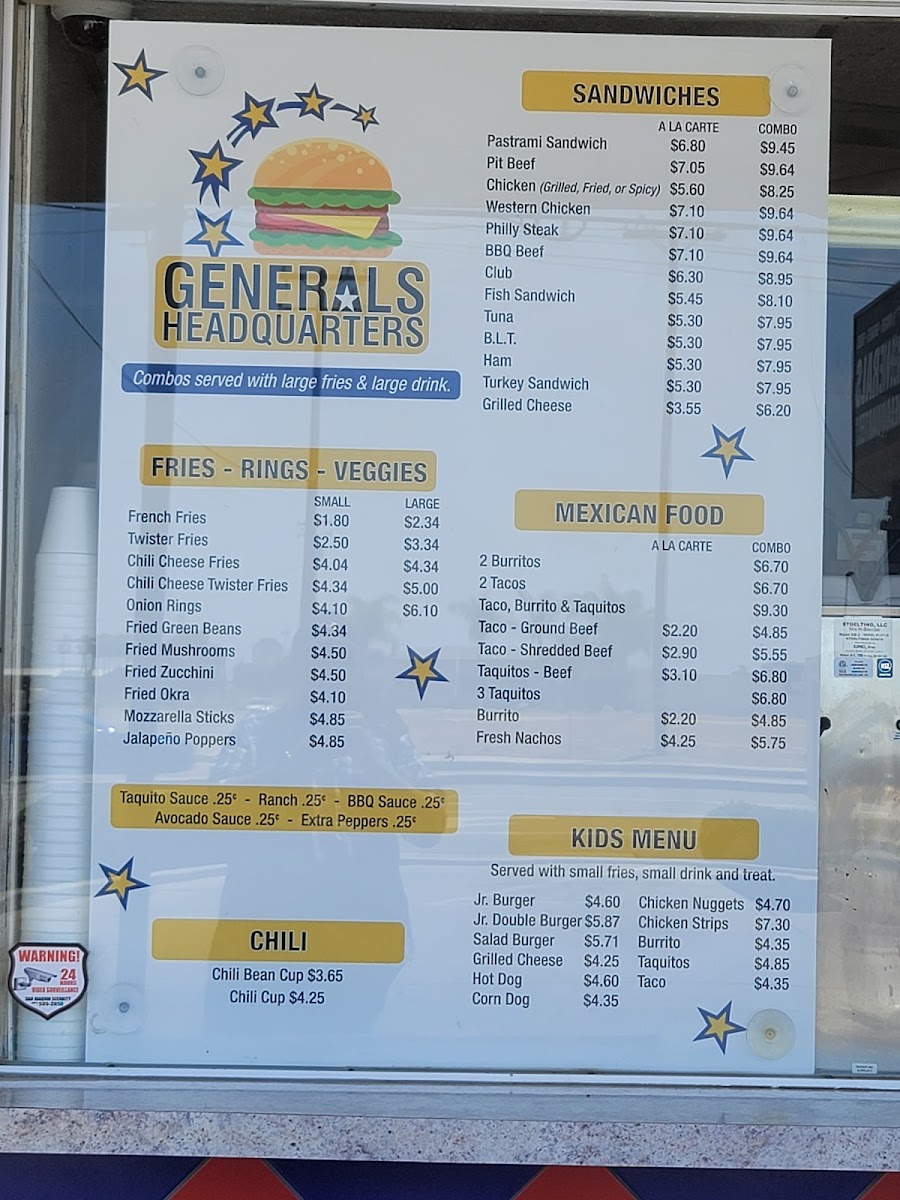 GENERALS
HEADQUARTERS
Combos served with large fries & large drink.
SANDWICHES
A LA CARTE COMBO
Pastrami Sandwich $6.80 $9.45
Pit Beef $7.05 $9.64
Chicken (Grilled, Fried, or Spicy) $5.60 $8.25
Western Chicken $7.10 $9.64
Philly Steak $7.10 $9.64
BBQ Beef $7.10 $9.64
Club $6.30 $8.95
Fish Sandwich $5.45 $8.10
Tuna $5.30 $7.95
B.L.T. $5.30 $7.95
Ham $5.30 $7.95
Turkey Sandwich $5.30 $7.95
Grilled Cheese $3.55 $6.20
FRIES - RINGS - VEGGIES
SMALL LARGE
French Fries $1.80 $2.34
Twister Fries $2.50 $3.34
Chili Cheese Fries $4.04 $4.34
Chili Cheese Twister Fries $4.34 $5.00
Onion Rings $4.10 $6.10
Fried Green Beans $4.34
Fried Mushrooms $4.50
Fried Zucchini $4.50
Fried Okra $4.10
Mozzarella Sticks $4.85
Jalapeño Poppers $4.85
Taquito Sauce .25¢ - Ranch .25¢ - BBQ Sauce .25¢
Avocado Sauce .25¢ - Extra Peppers .25¢
CHILI
Chili Bean Cup $3.65
Chili Cup $4.25
MEXICAN FOOD
A LA CARTE COMBO
2 Burritos $6.70
2 Tacos $6.70
Taco, Burrito & Taquitos $9.30
Taco - Ground Beef $2.20 $4.85
Taco - Shredded Beef $2.90 $5.55
Taquitos - Beef $3.10 $6.80
3 Taquitos $6.80
Burrito $2.20 $4.85
Fresh Nachos $4.25 $5.75
KIDS MENU
Served with small fries, small drink and treat.
Jr. Burger $4.60 Chicken Nuggets $4.70
Jr. Double Burger $5.87 Chicken Strips $7.30
Salad Burger $5.71 Burrito $4.35
Grilled Cheese $4.25 Taquitos $4.85
Hot Dog $4.60 Taco $4.35
Corn Dog $4.35
WARNING!
24
HOURS
VIDEO SURVEILLANCE
STOELTING, LLC